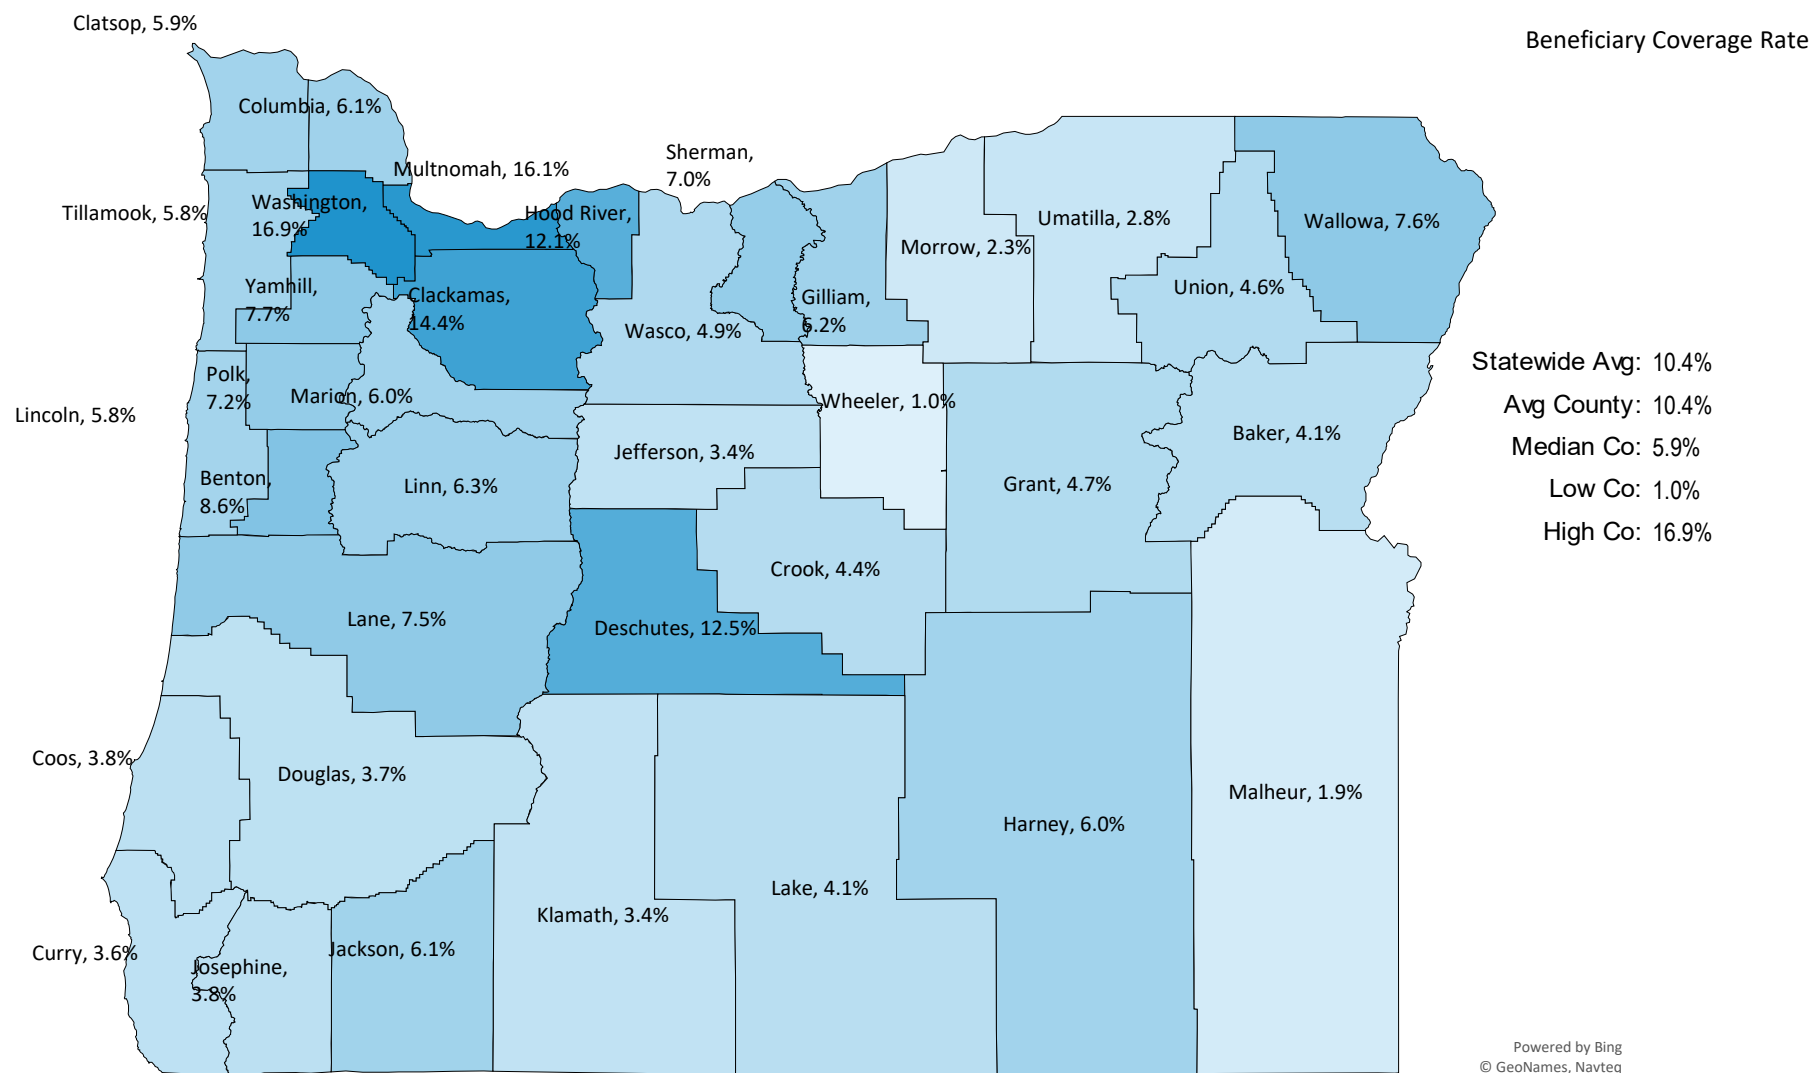 Clatsop, 5.9%
Beneficiary Coverage Rate
Columbia, 6.1%
Multnomah, 16.1%
Sherman,
7.0%
Tillamook, 5.8%
Washington,
16.9%
Hood River,
12.1%
Morrow, 2.3%
Umatilla, 2.8%
Wallowa, 7.6%
Yamhill,
7.7%
Clackamas,
14.4%
Wasco, 4.9%
Gilliam,
6.2%
Union, 4.6%
Lincoln, 5.8%
Polk,
7.2%
Marion, 6.0%
Wheeler, 1.0%
Jefferson, 3.4%
Baker, 4.1%
Statewide Avg: 10.4%
Avg County: 10.4%
Median Co: 5.9%
Low Co: 1.0%
High Co: 16.9%
Benton,
8.6%
Linn, 6.3%
Grant, 4.7%
Crook, 4.4%
Lane, 7.5%
Deschutes, 12.5%
Coos, 3.8%
Douglas, 3.7%
Malheur, 1.9%
Harney, 6.0%
Lake, 4.1%
Klamath, 3.4%
Curry, 3.6%
Josephine,
3.8%
Jackson, 6.1%
Powered by Bing
© GeoNames, Navteq